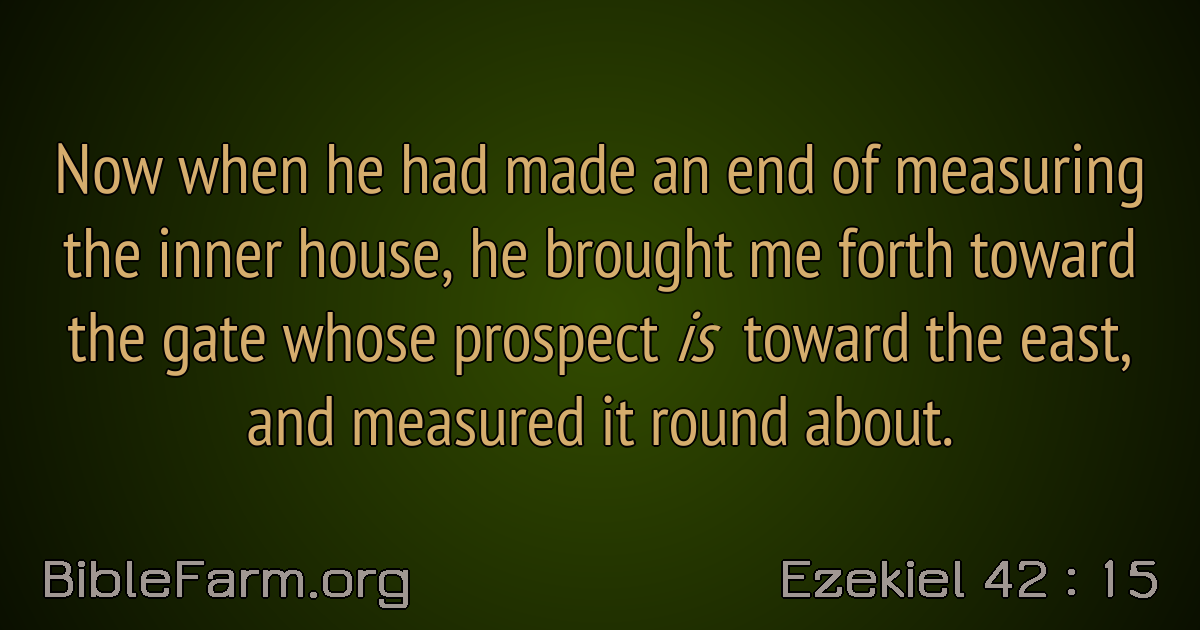 Now when he had made an end of measuring
the inner house, he brought me forth toward
the gate whose prospect is toward the east,
and measured it round about.
BibleFarm.org
Ezekiel 42 : 15